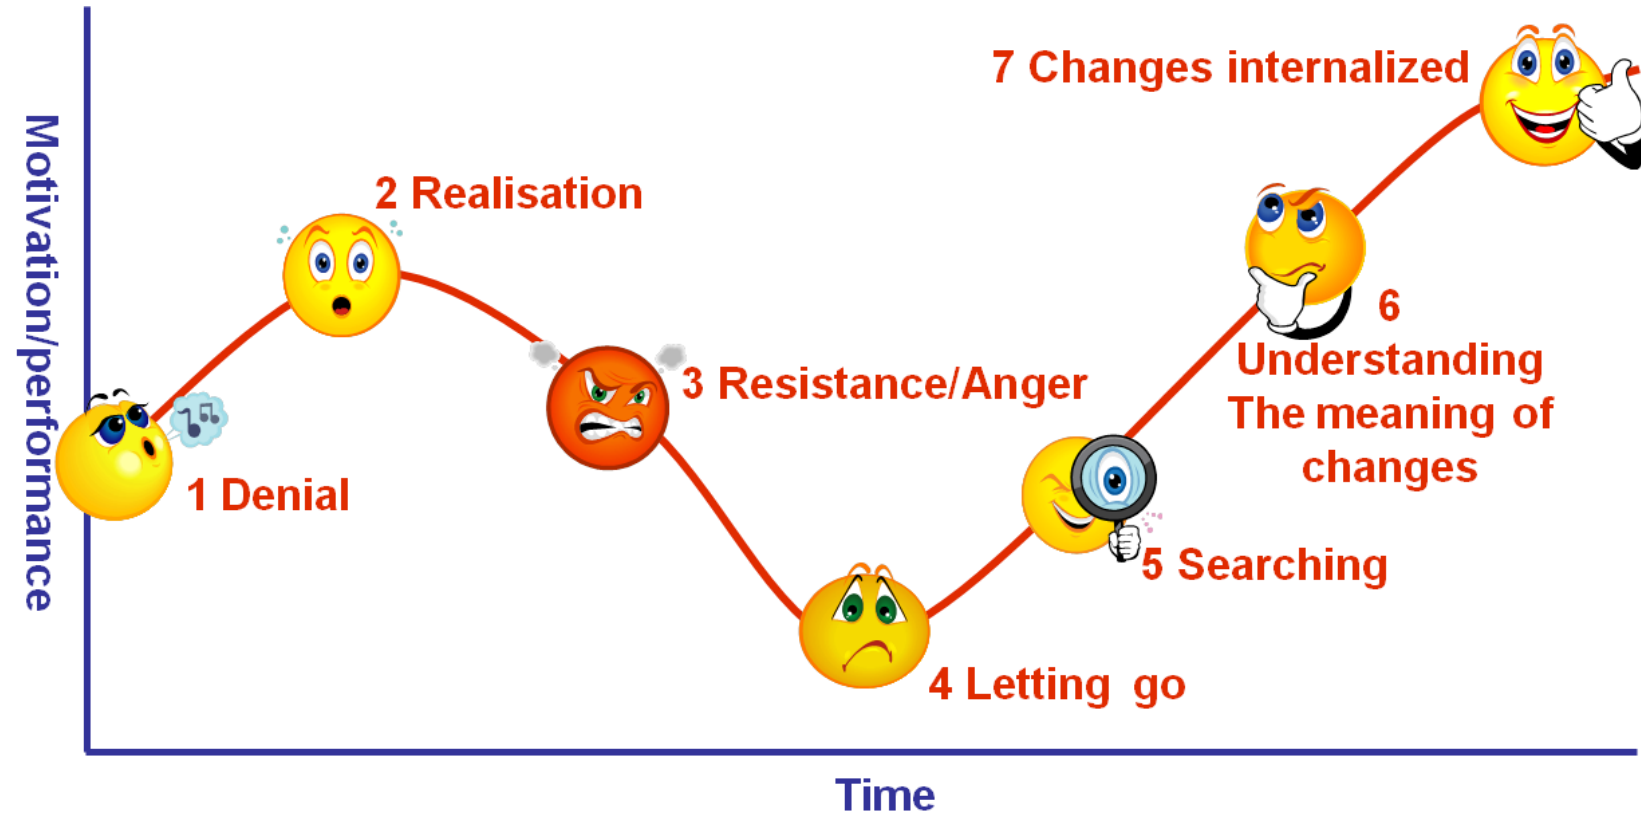 Motivation/performance
1 Denial
2 Realisation
3 Resistance/Anger
4 Letting go
5 Searching
6
Understanding
The meaning of
changes
7 Changes internalized
Time